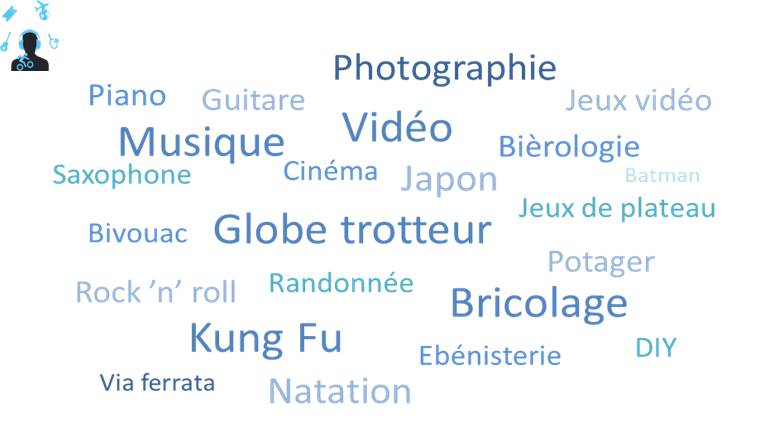 Photographie
Piano
Guitare
Jeux vidéo
Musique
Vidéo
Bièrologie
Saxophone
Cinéma
Japon
Batman
Jeux de plateau
Bivouac
Globe trotteur
Potager
Rock ’n’ roll
Randonnée
Bricolage
Kung Fu
Ebénisterie
DIY
Via ferrata
Natation